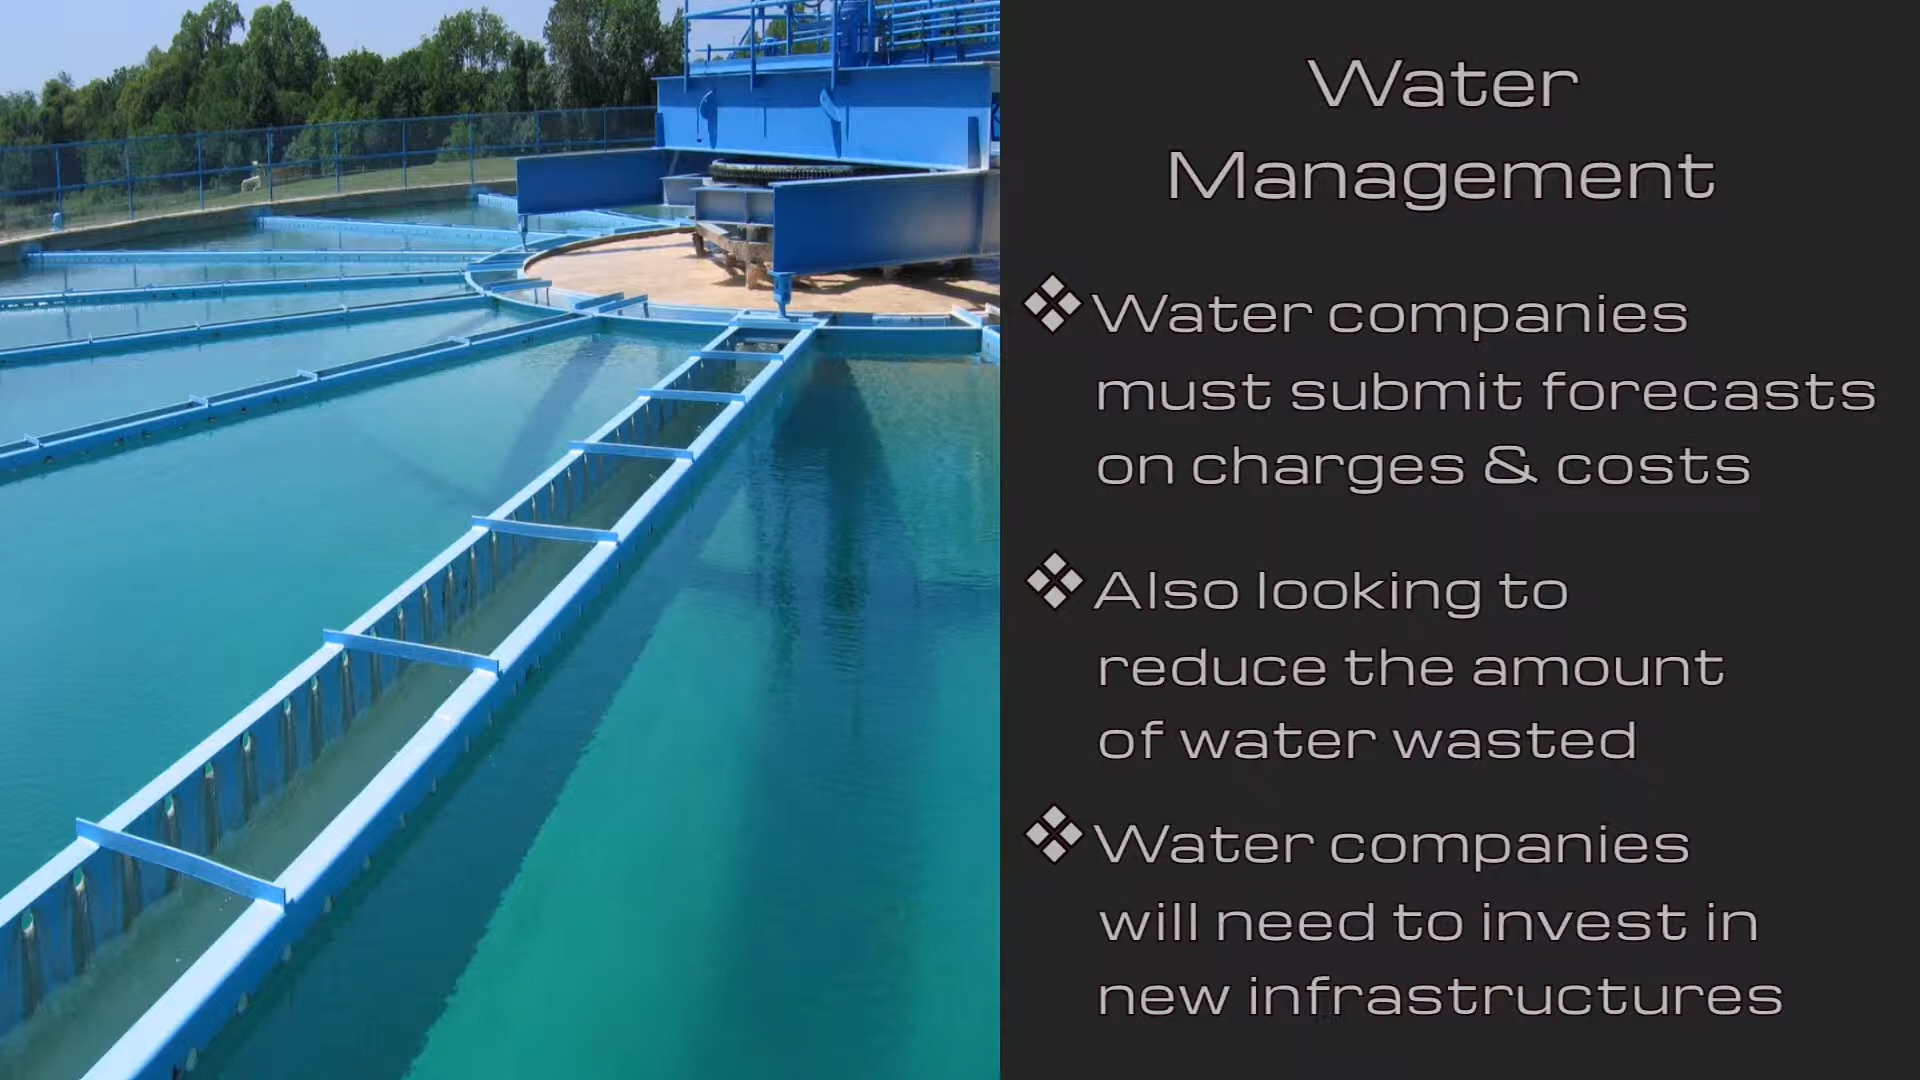 Water
Management
❖Water companies
must submit forecasts
on charges & costs
❖Also looking to
reduce the amount
of water wasted
❖Water companies
will need to invest in
new infrastructures